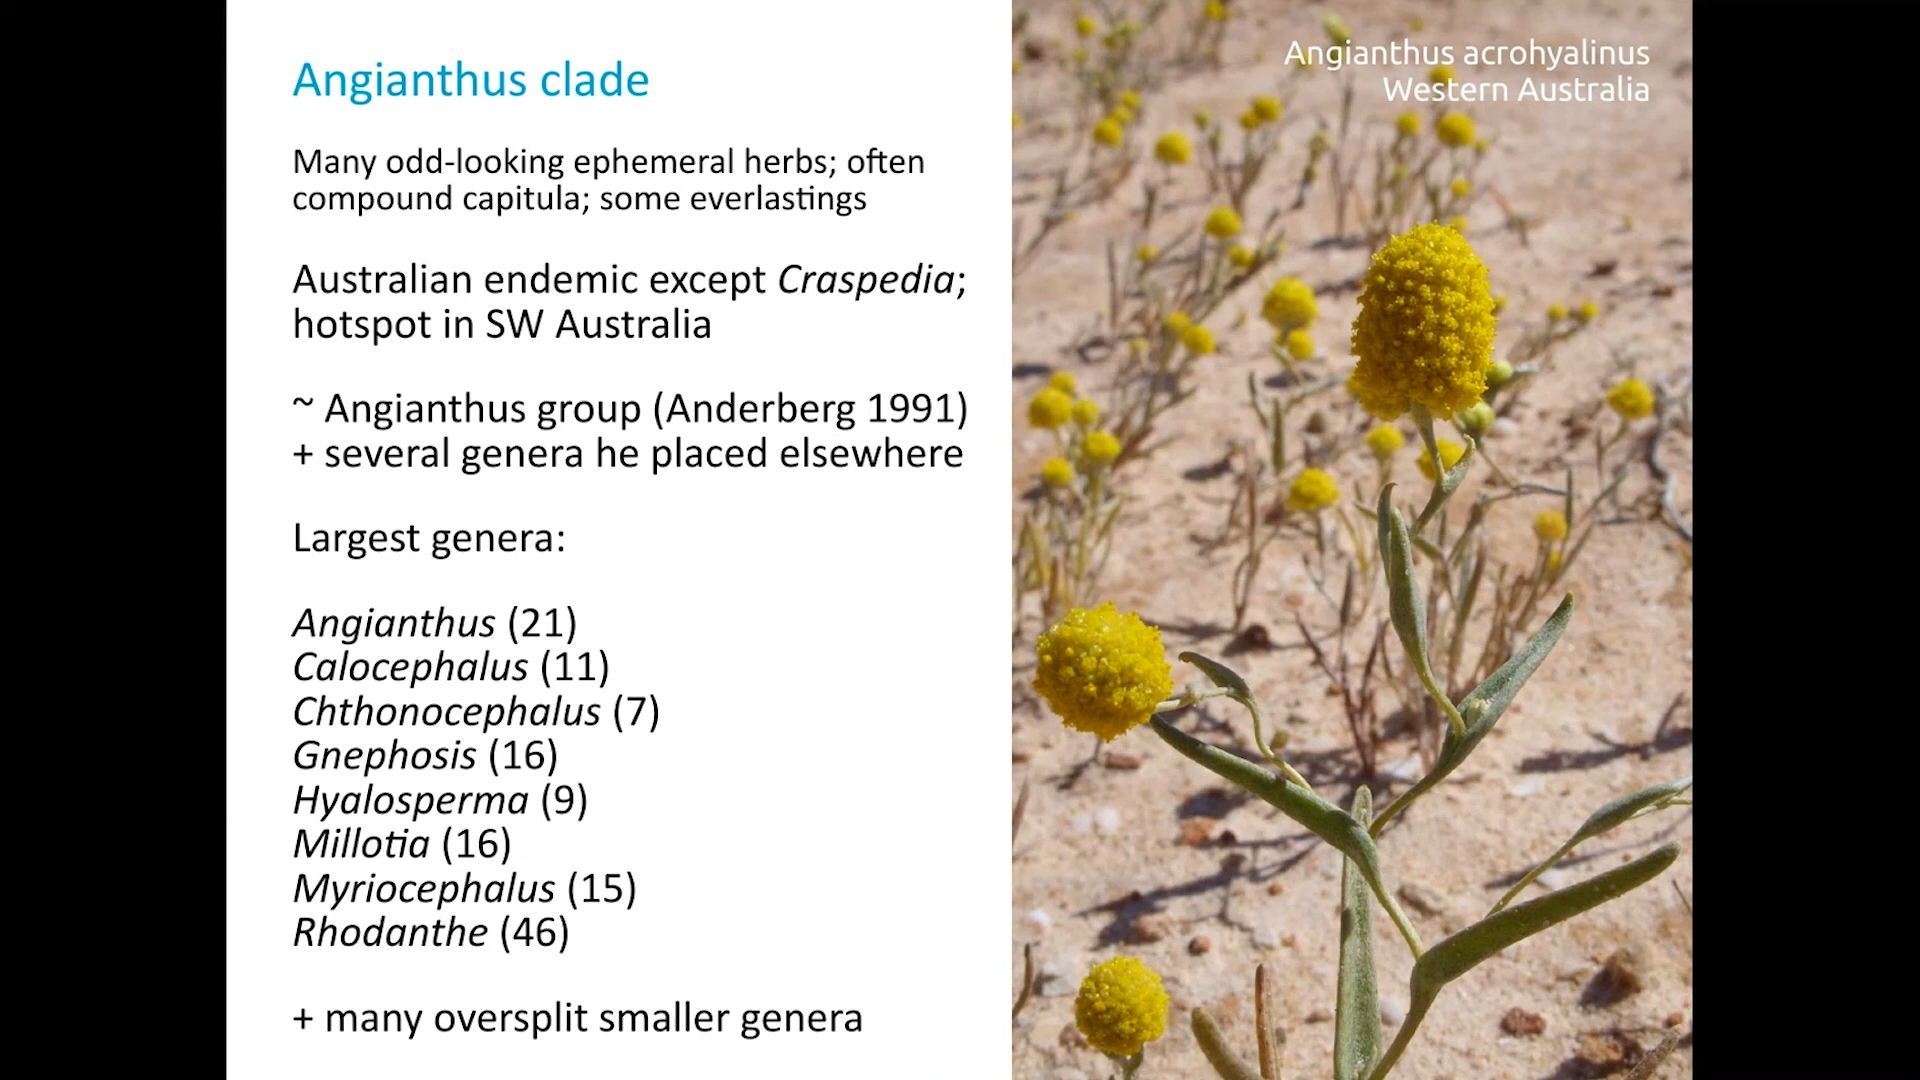 Angianthus clade
Many odd-looking ephemeral herbs; often
compound capitula; some everlastings
Australian endemic except Craspedia;
hotspot in SW Australia
~ Angianthus group (Anderberg 1991)
+ several genera he placed elsewhere
Largest genera:
Angianthus (21)
Calocephalus (11)
Chthonocephalus (7)
Gnephosis (16)
Hyalosperma (9)
Millotia (16)
Myriocephalus (15)
Rhodanthe (46)
+ many oversplit smaller genera
Angianthus acrohyalinus
Western Australia